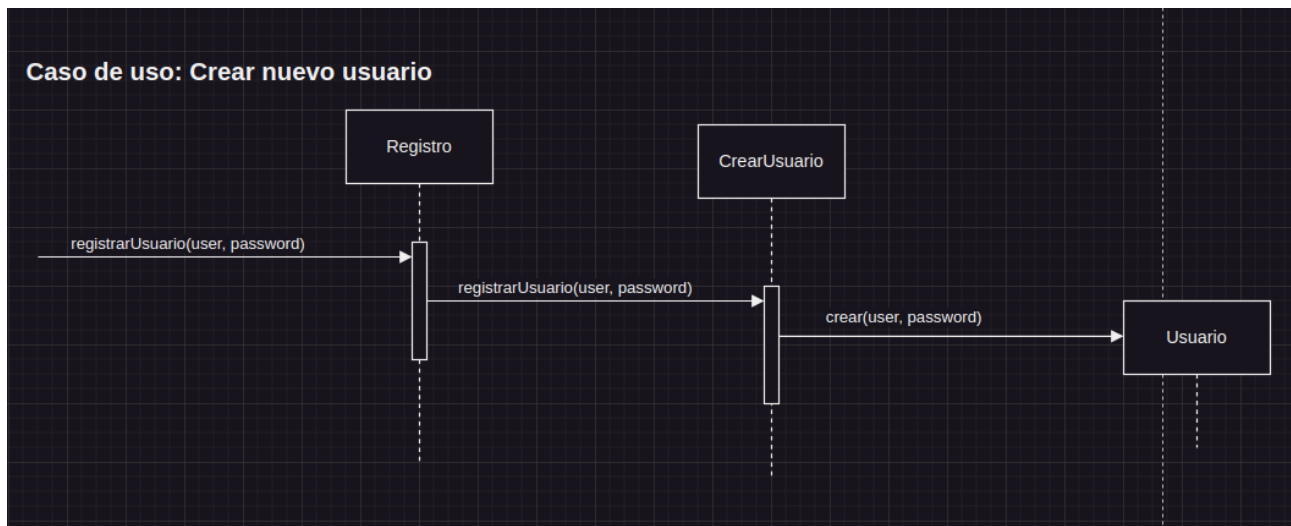 Caso de uso: Crear nuevo usuario
Registro
CrearUsuario
registrarUsuario(user, password)
registrarUsuario(user, password)
crear(user, password)
Usuario